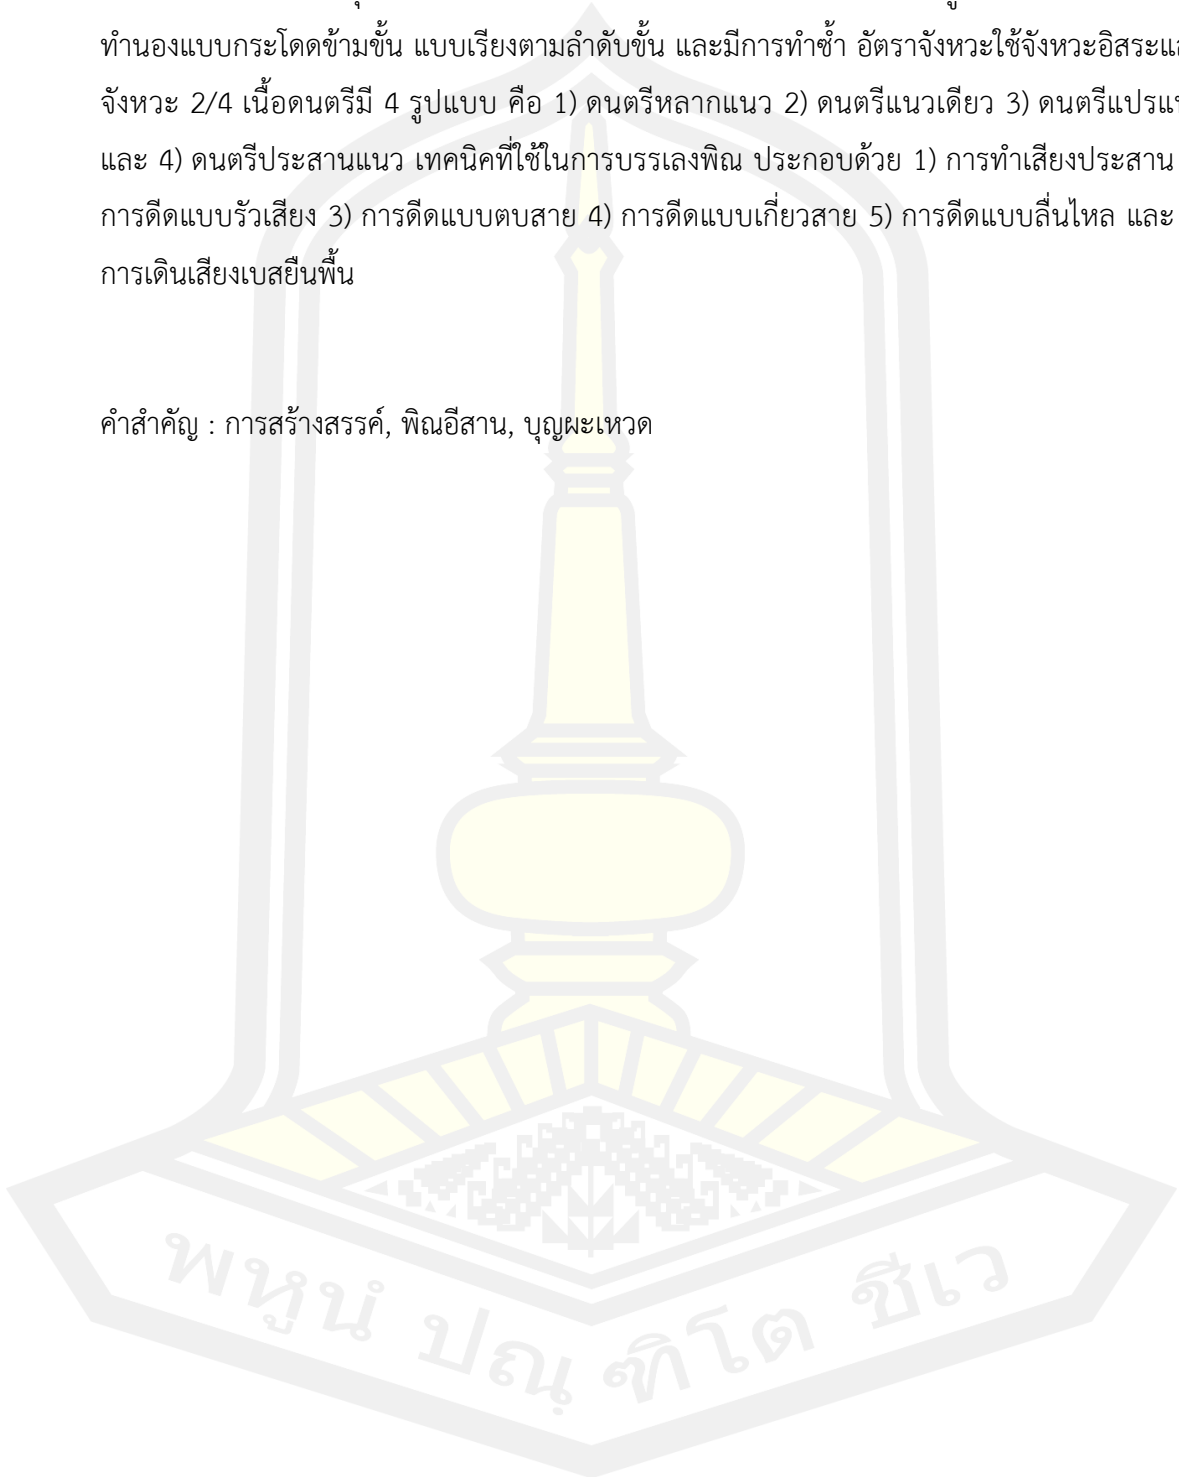 ทำนองแบบกระโดดข้ามขั้น แบบเรียงตามลำดับขั้น และมีการทำซ้ำ อัตราจังหวะใช้จังหวะอิสระ
จังหวะ 2/4 เนื้อดนตรีมี 4 รูปแบบ คือ 1) ดนตรีหลากแนว 2) ดนตรีแนวเดียว 3)
และ 4) ดนตรีประสานแนว เทคนิคที่ใช้ในการบรรเลงพิณ ประกอบด้วย 1) การทำเสียงประสาน
การดีดแบบรัวเสียง 3) การดีดแบบตบสาย 4) การดีดแบบเกี่ยวสาย 5) การดีดแบบลื่นไหล และ
การเดินเสียงเบสยืนพื้น
คำสำคัญ : การสร้างสรรค์, พิณอีสาน, บุญผะเหวด
พหูนํ ปณฺฑิโต ชีเว